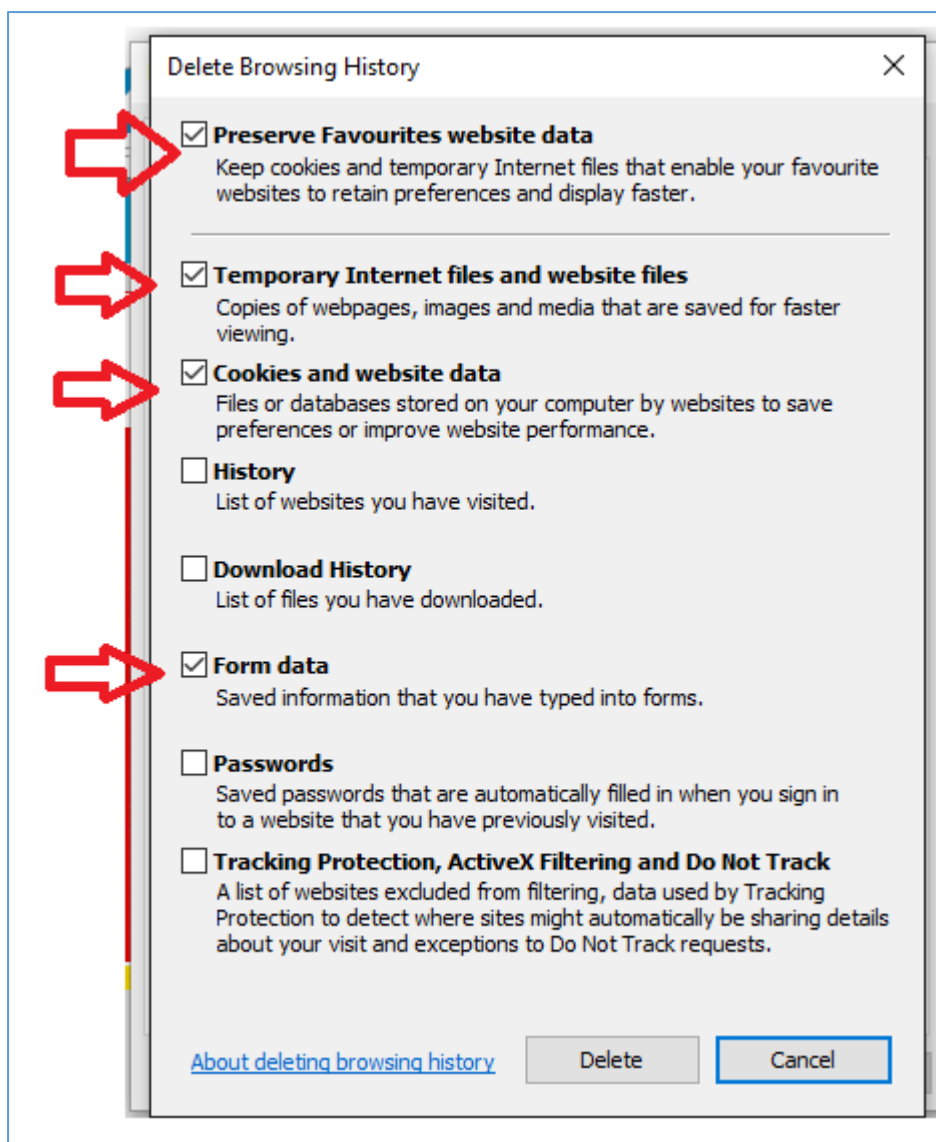 Delete Browsing History
Preserve Favourites website data
Keep cookies and temporary Internet files that enable your favourite
websites to retain preferences and display faster.
Temporary Internet files and website files
Copies of webpages, images and media that are saved for faster
viewing.
Cookies and website data
Files or databases stored on your computer by websites to save
preferences or improve website performance.
History
List of websites you have visited.
Download History
List of files you have downloaded.
Form data
Saved information that you have typed into forms.
Passwords
Saved passwords that are automatically filled in when you sign in
to a website that you have previously visited.
Tracking Protection, ActiveX Filtering and Do Not Track
A list of websites excluded from filtering, data used by Tracking
Protection to detect where sites might automatically be sharing details
about your visit and exceptions to Do Not Track requests.
About deleting browsing history
Delete
Cancel